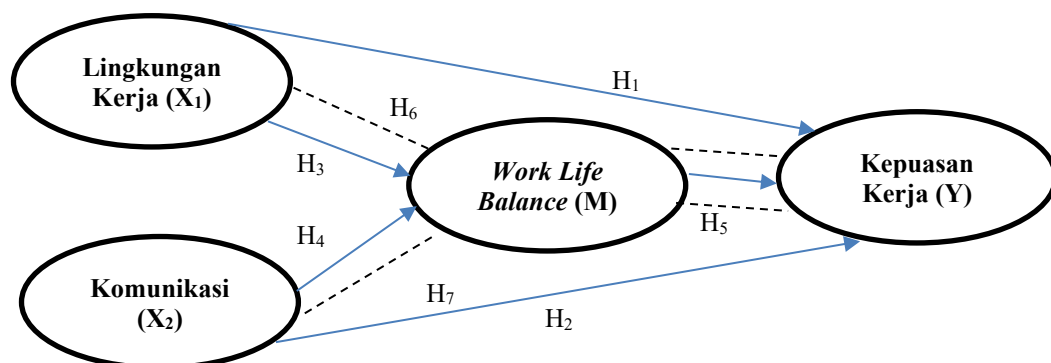 Lingkungan
Kerja (X₁)
H₁
H₆
H₃
Work Life
Balance (M)
Kepuasan
Kerja (Y)
H₄
H₅
Komunikasi
(X₂)
H₇
H₂